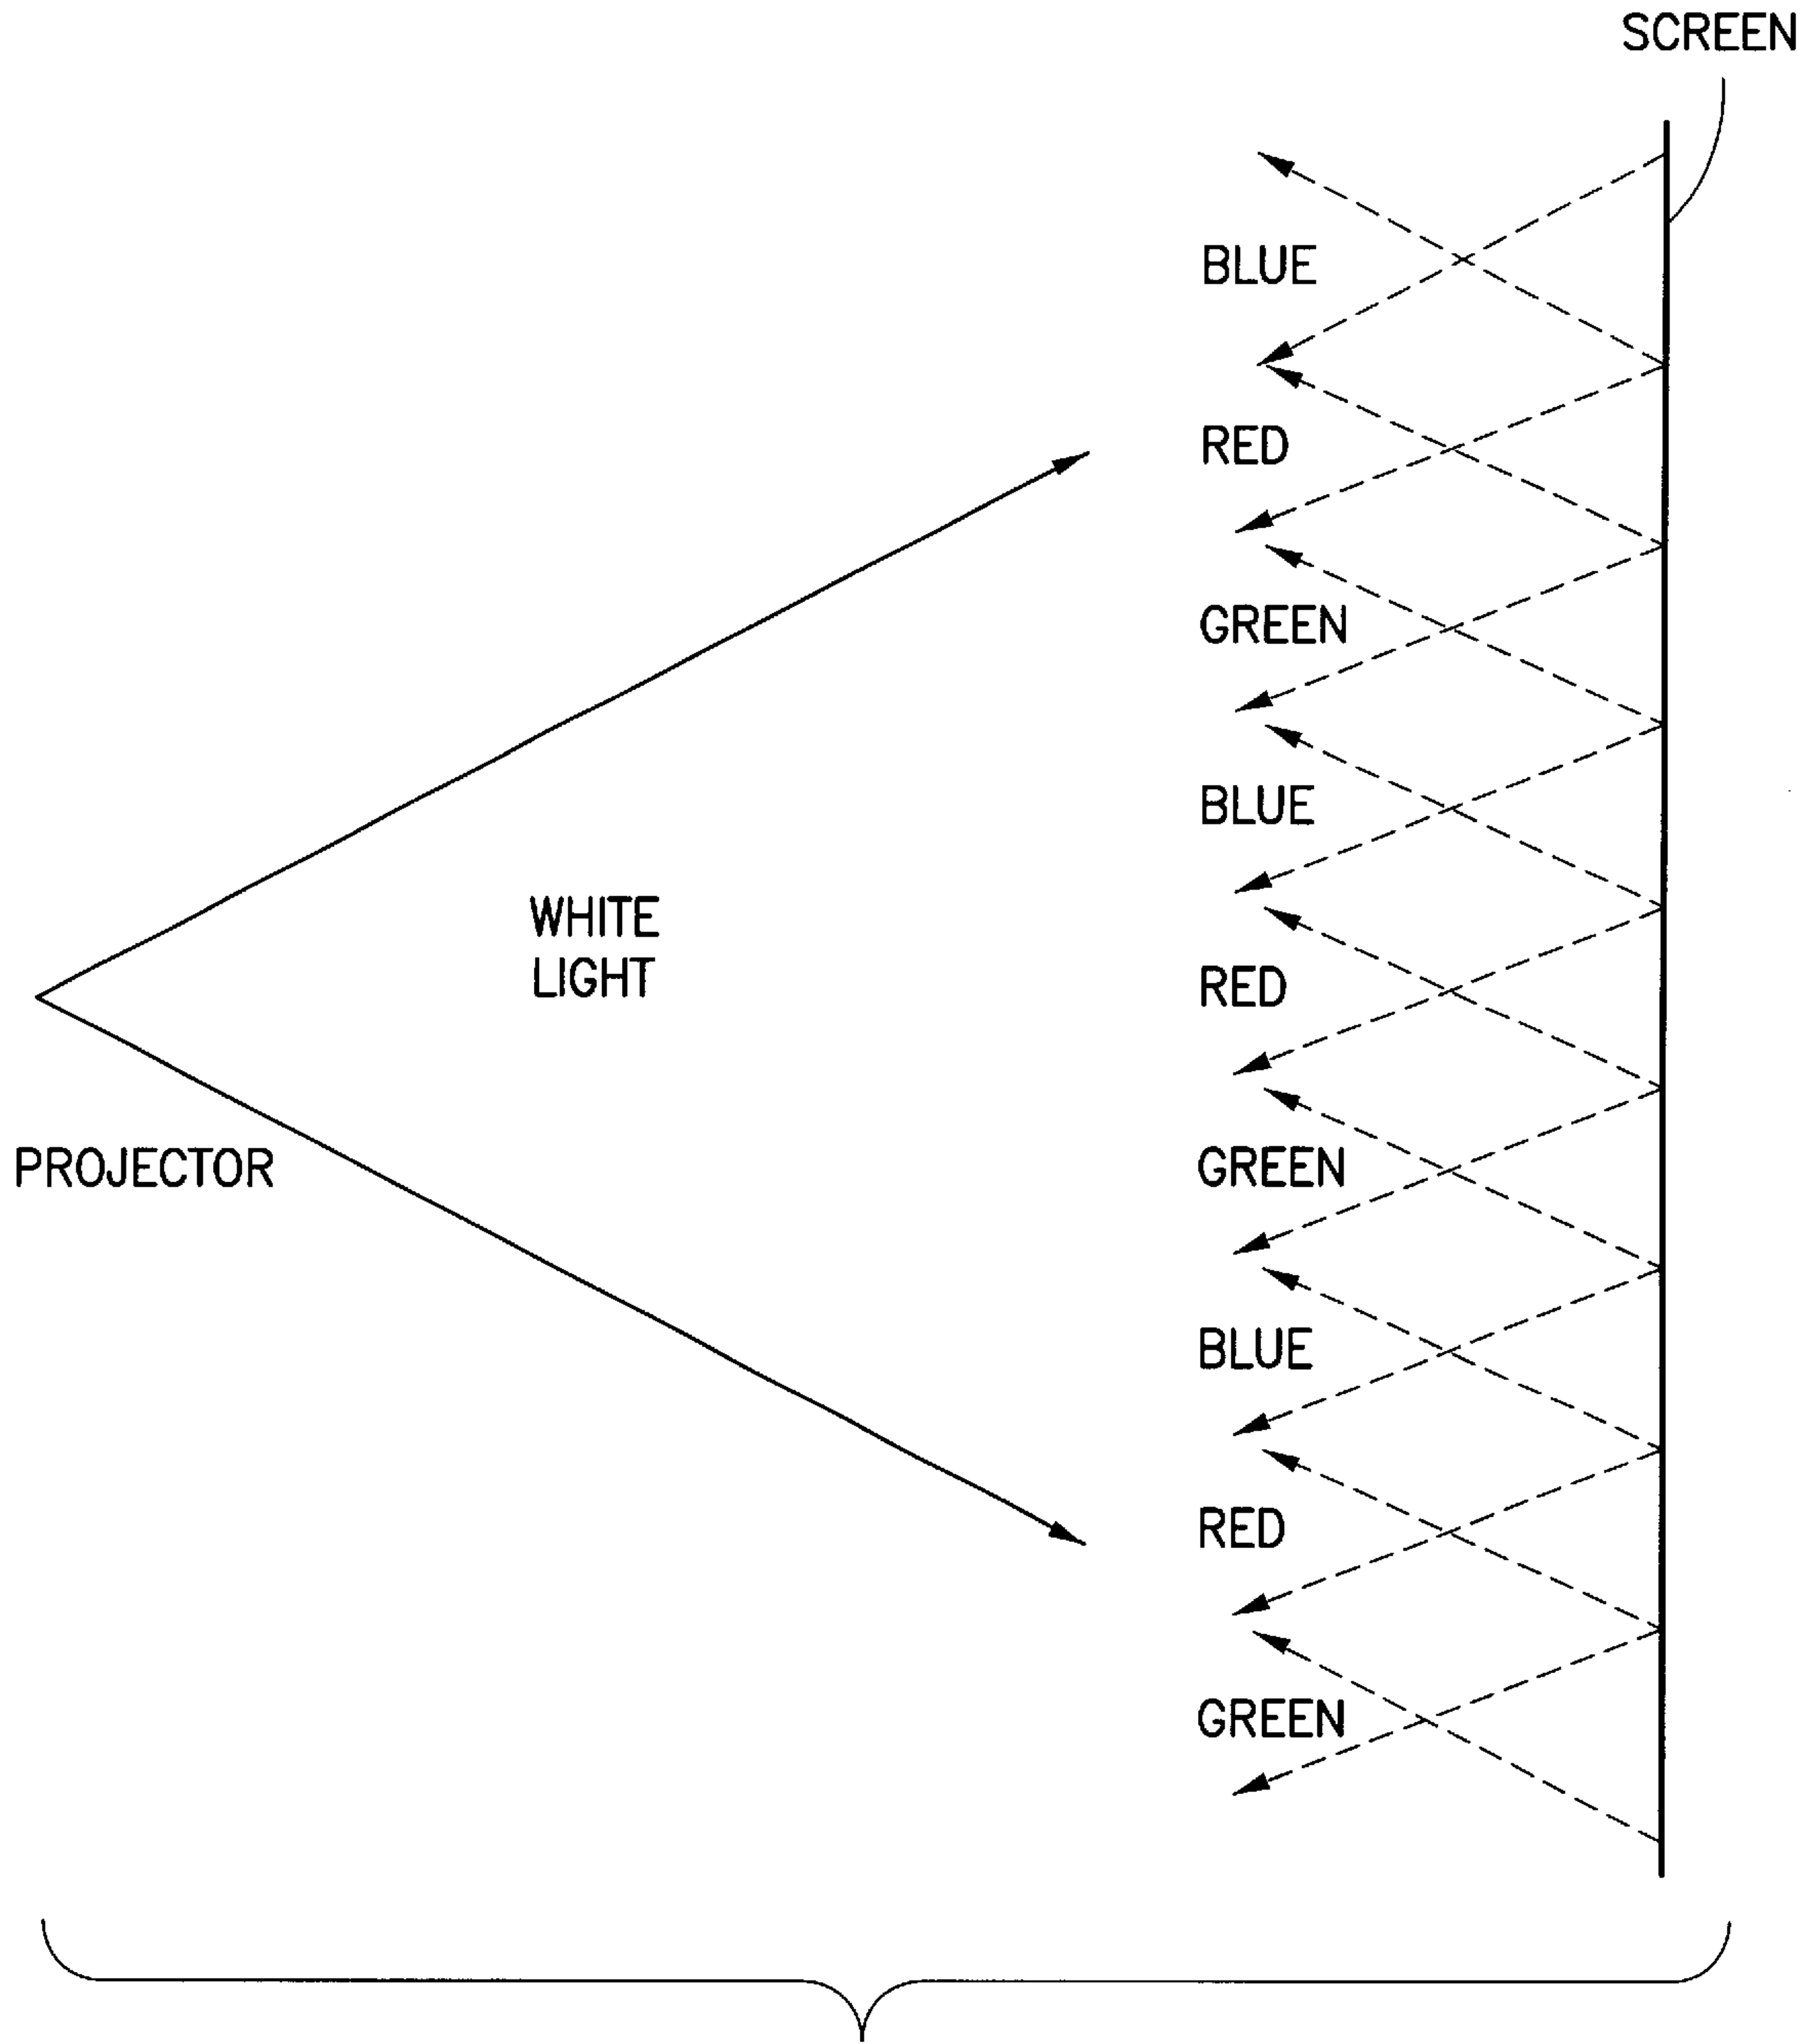 SCREEN
BLUE
RED
GREEN
BLUE
WHITE
LIGHT
RED
PROJECTOR
GREEN
BLUE
RED
GREEN